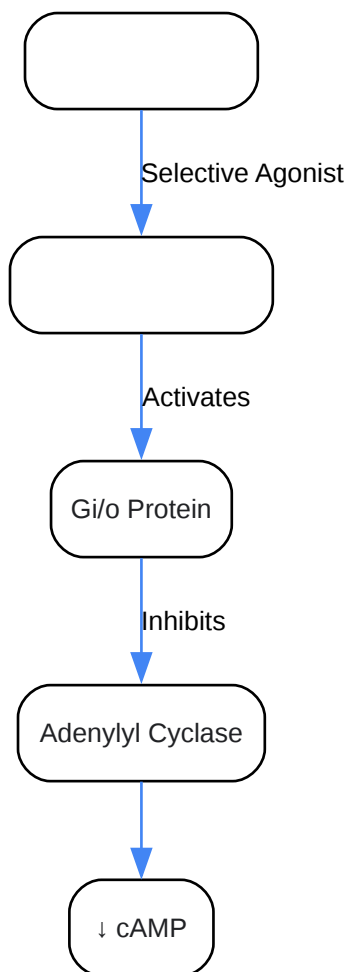 Selective Agonist
Activates
Gi/o Protein
Inhibits
Adenylyl Cyclase
↓ cAMP